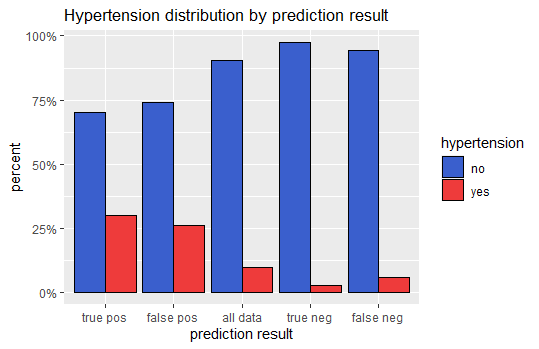 Hypertension distribution by prediction result
100%
75%
50%
25%
0%
percent
true pos
false pos
all data
true neg
false neg
prediction result
hypertension
no
yes